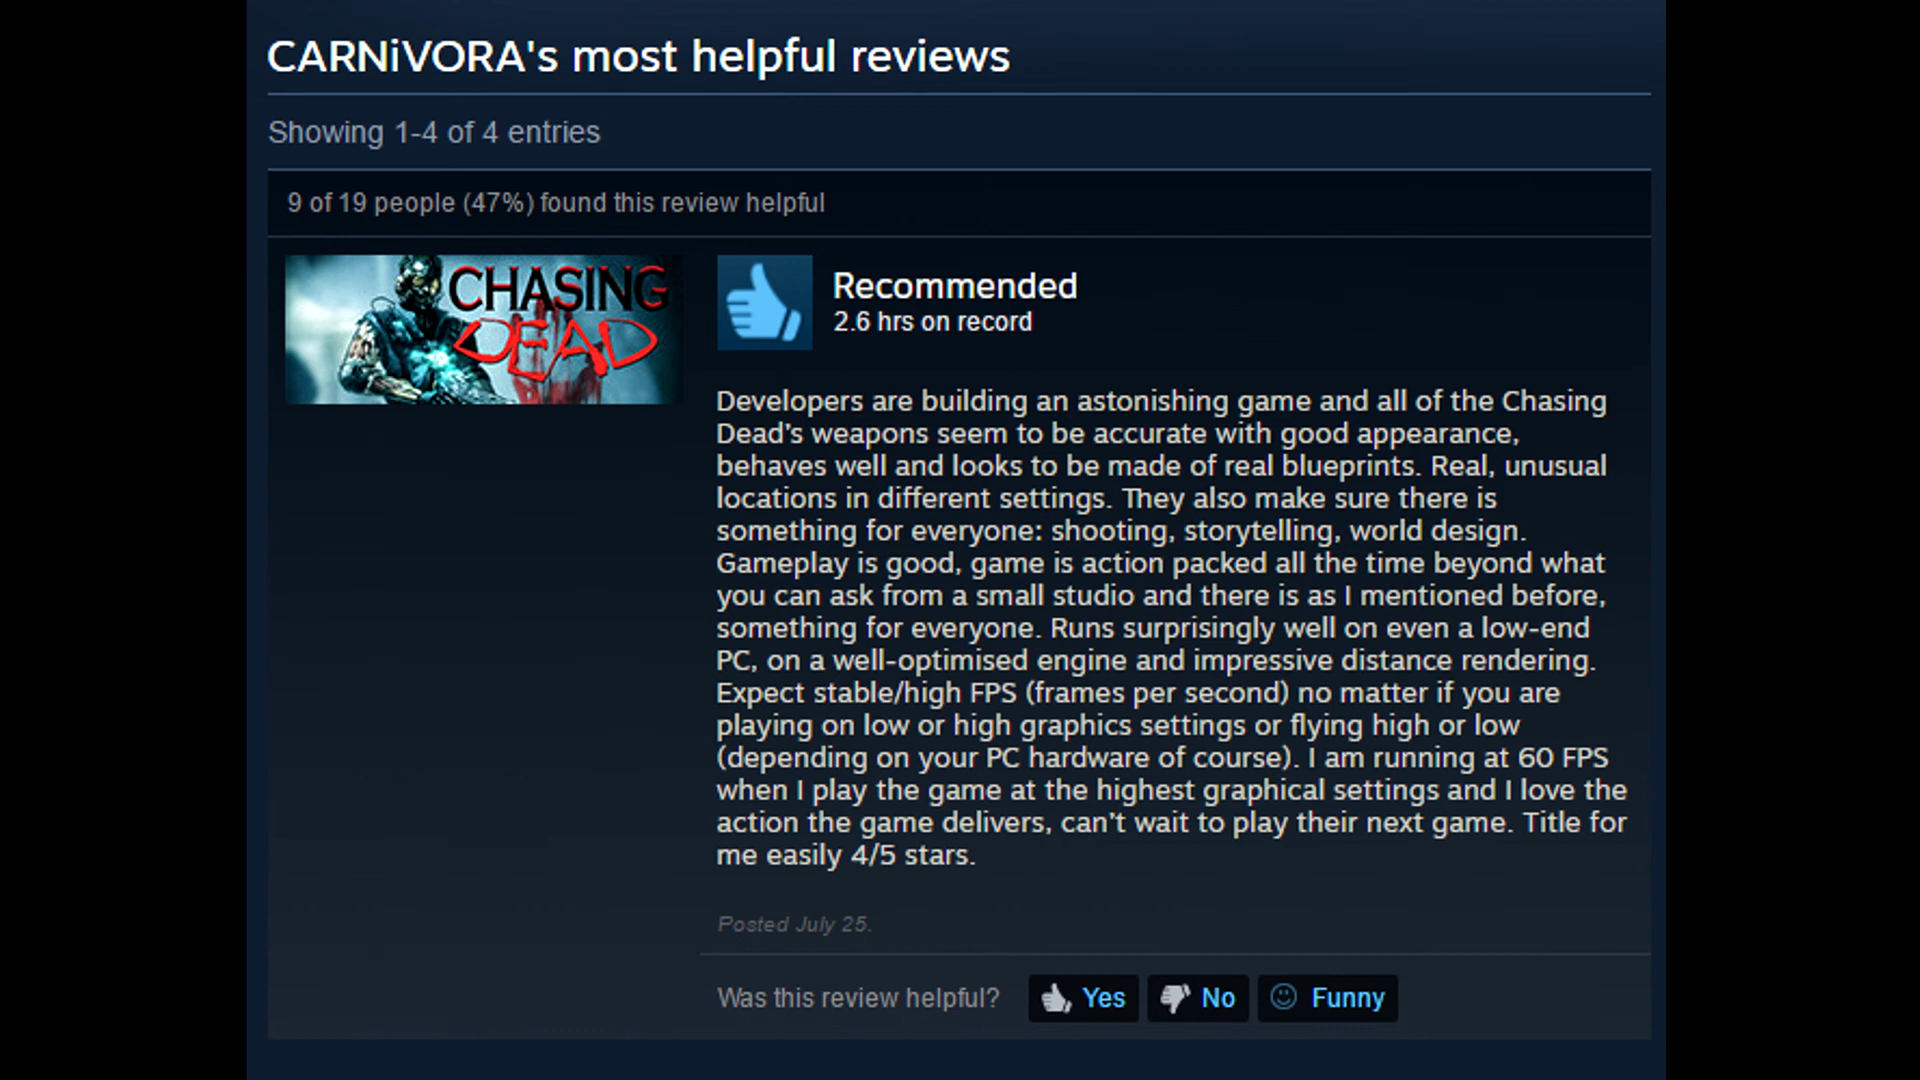 CARNiVORA's most helpful reviews
Showing 1-4 of 4 entries
9 of 19 people (47%) found this review helpful
CHASING
DEAD
Recommended
2.6 hrs on record
Developers are building an astonishing game and all of the Chasing
Dead's weapons seem to be accurate with good appearance,
behaves well and looks to be made of real blueprints. Real, unusual
locations in different settings. They also make sure there is
something for everyone: shooting, storytelling, world design.
Gameplay is good, game is action packed all the time beyond what
you can ask from a small studio and there is as I mentioned before,
something for everyone. Runs surprisingly well on even a low-end
PC, on a well-optimised engine and impressive distance rendering.
Expect stable/high FPS (frames per second) no matter if you are
playing on low or high graphics settings or flying high or low
(depending on your PC hardware of course). I am running at 60 FPS
when I play the game at the highest graphical settings and I love the
action the game delivers, can't wait to play their next game. Title for
me easily 4/5 stars.
Posted July 25.
Was this review helpful? Yes No Funny